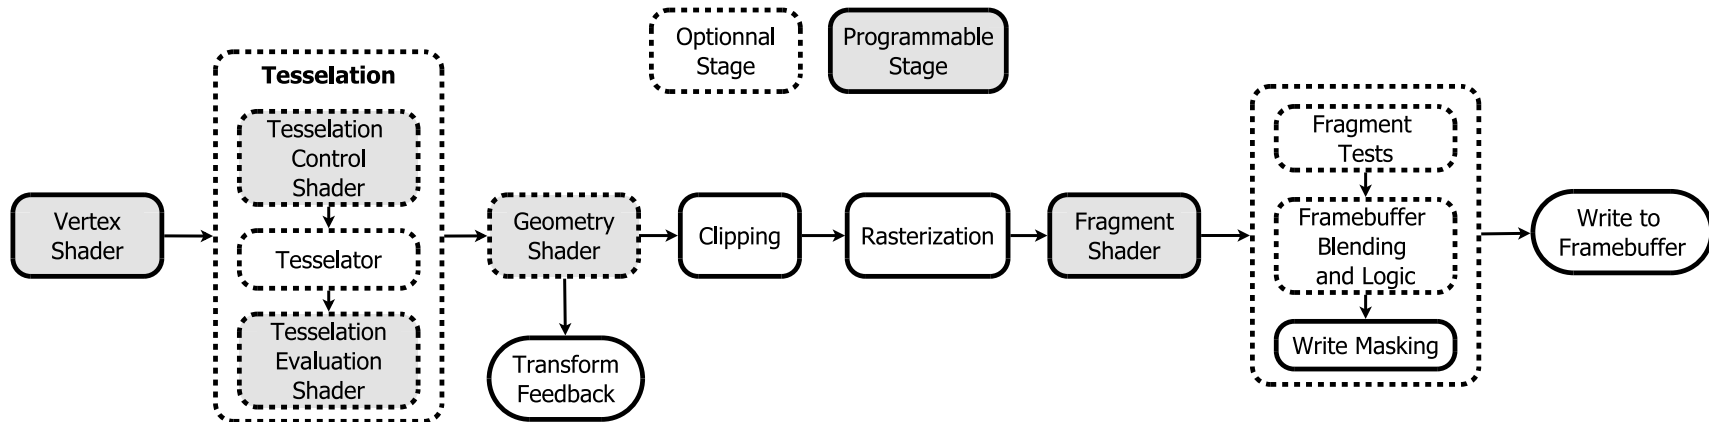 Optionnal
Stage
Programmable
Stage
Tesselation
Tesselation
Control
Shader
Tesselator
Tesselation
Evaluation
Shader
Vertex
Shader
Geometry
Shader
Transform
Feedback
Clipping
Rasterization
Fragment
Shader
Fragment
Tests
Framebuffer
Blending
and Logic
Write Masking
Write to
Framebuffer